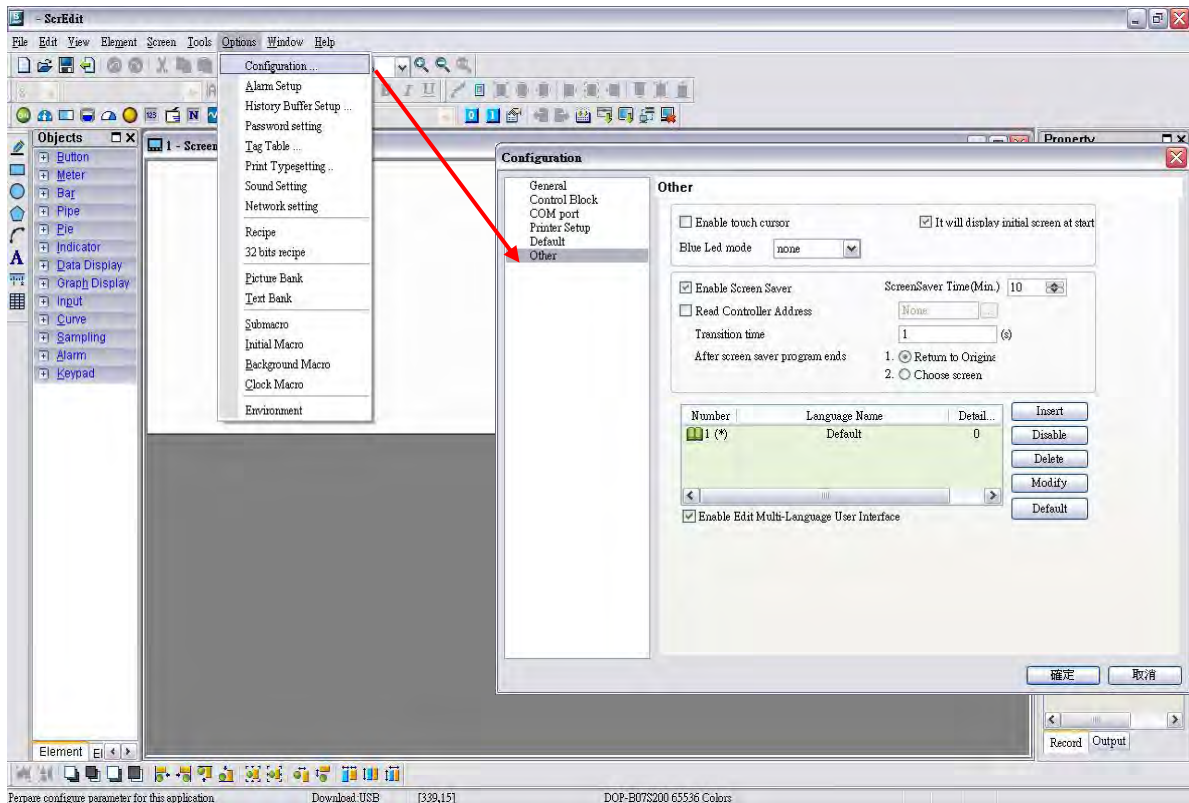 - ScrEdit
File Edit View Element Screen Tools Options Window Help
Configuration ...
Alarm Setup
History Buffer Setup ...
Password setting
Tag Table ...
Print Typesetting ..
Sound Setting
Network setting
Recipe
32 bits recipe
Picture Bank
Text Bank
Submacro
Initial Macro
Background Macro
Clock Macro
Environment
Objects
Button
Meter
Bar
Pipe
Pie
Indicator
Data Display
Graph Display
Input
Curve
Sampling
Alarm
Keypad
1 - Screen
Property
Configuration
General
Control Block
COM port
Printer Setup
Default
Other
Other
Enable touch cursor
It will display initial screen at start
Blue Led mode none
Enable Screen Saver ScreenSaver Time(Min.) 10
Read Controller Address None
Transition time 1 (s)
After screen saver program ends 1. Return to Origine
2. Choose screen
Number Language Name Detail...
1 (*) Default 0
Insert
Disable
Delete
Modify
Default
Enable Edit Multi-Language User Interface
確定 取消
Element El
Record Output
Perpare configure parameter for this application Download:USB [339,15] DOP-B07S200 65536 Colors